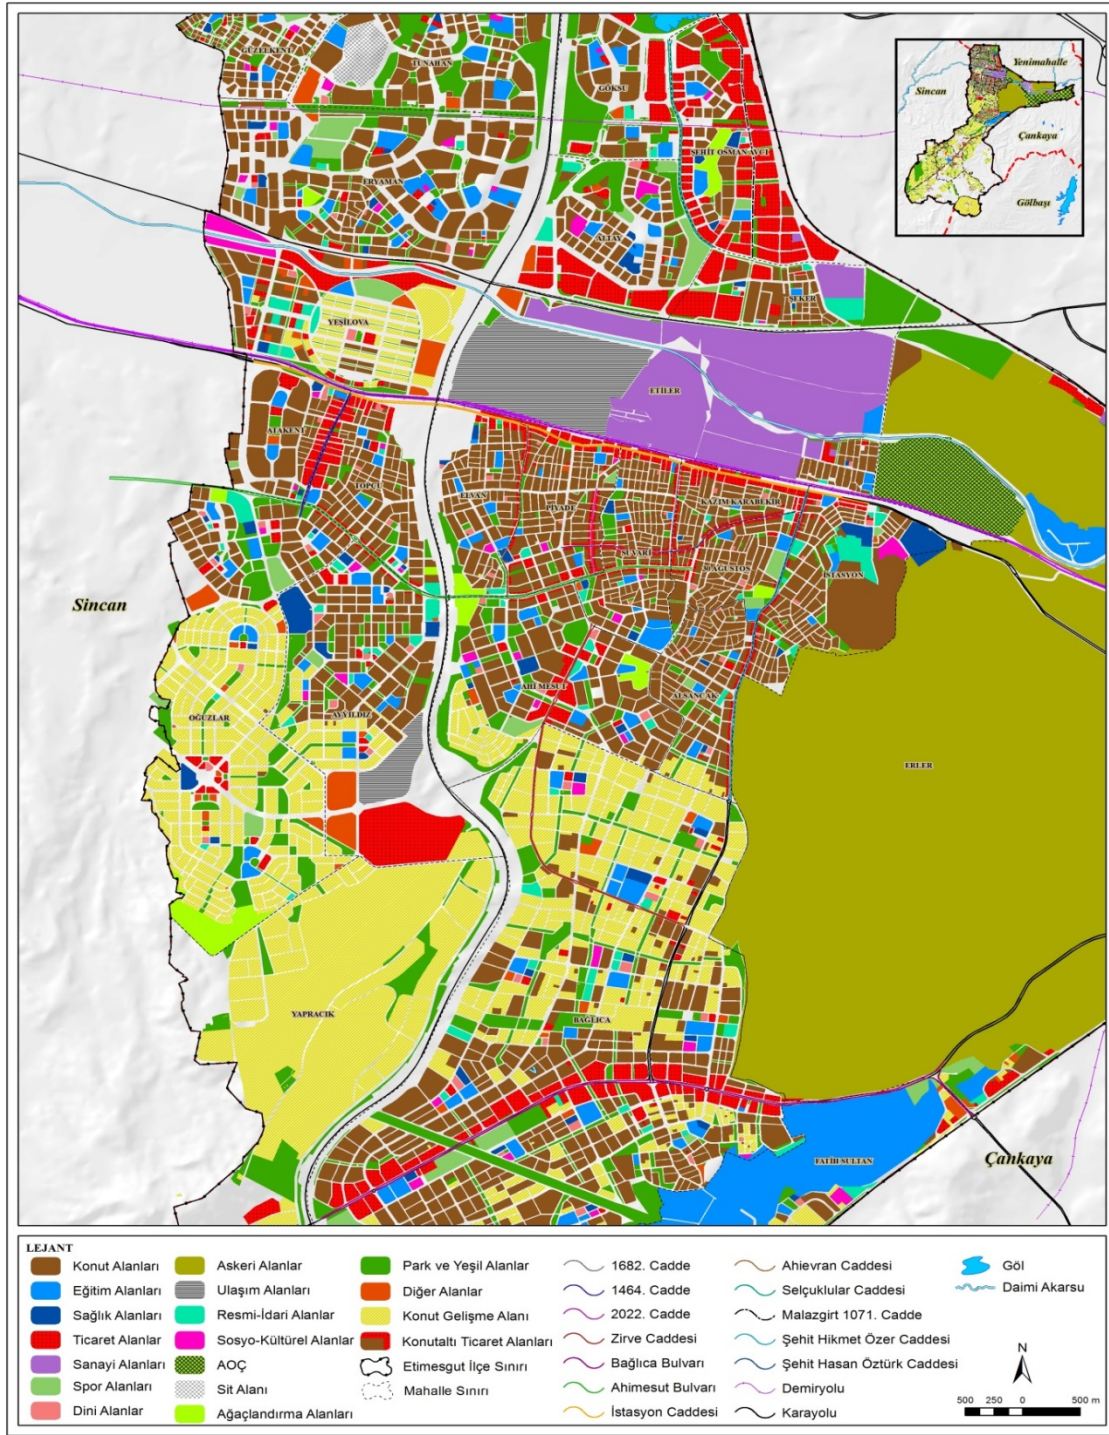 GÜZELKENT
TUNAHAN
GÖKSU
Yenimahalle
Sincan
Çankaya
Gölbaşı
ŞEHİT OSMAN AVCI
ERYAMAN
ALTAY
ŞEKER
YEŞİLOVA
ETİLER
ATAKENT
TOPÇU
ELVAN
PİYADE
KAZIM KARABEKİR
SÜVARİ
30 AĞUSTOS
İSTASYON
Sincan
AHİ MESUT
ALSANCAK
OĞUZLAR
AYYILDIZ
ERLER
YAPRACIK
BAĞLICA
FATİH SULTAN
Çankaya
LEJANT
Konut Alanları
Eğitim Alanları
Sağlık Alanları
Ticaret Alanlar
Sanayi Alanları
Spor Alanları
Dini Alanlar
Askeri Alanlar
Ulaşım Alanları
Resmi-İdari Alanlar
Sosyo-Kültürel Alanlar
AOÇ
Sit Alanı
Ağaçlandırma Alanları
Park ve Yeşil Alanlar
Diğer Alanlar
Konut Gelişme Alanı
Konutaltı Ticaret Alanları
Etimesgut İlçe Sınırı
Mahalle Sınırı
1682. Cadde
1464. Cadde
2022. Cadde
Zirve Caddesi
Bağlıca Bulvarı
Ahimesut Bulvarı
İstasyon Caddesi
Ahievran Caddesi
Selçuklular Caddesi
Malazgirt 1071. Cadde
Şehit Hikmet Özer Caddesi
Şehit Hasan Öztürk Caddesi
Demiryolu
Karayolu
Göl
Daimi Akarsu
N
500 250 0 500 m